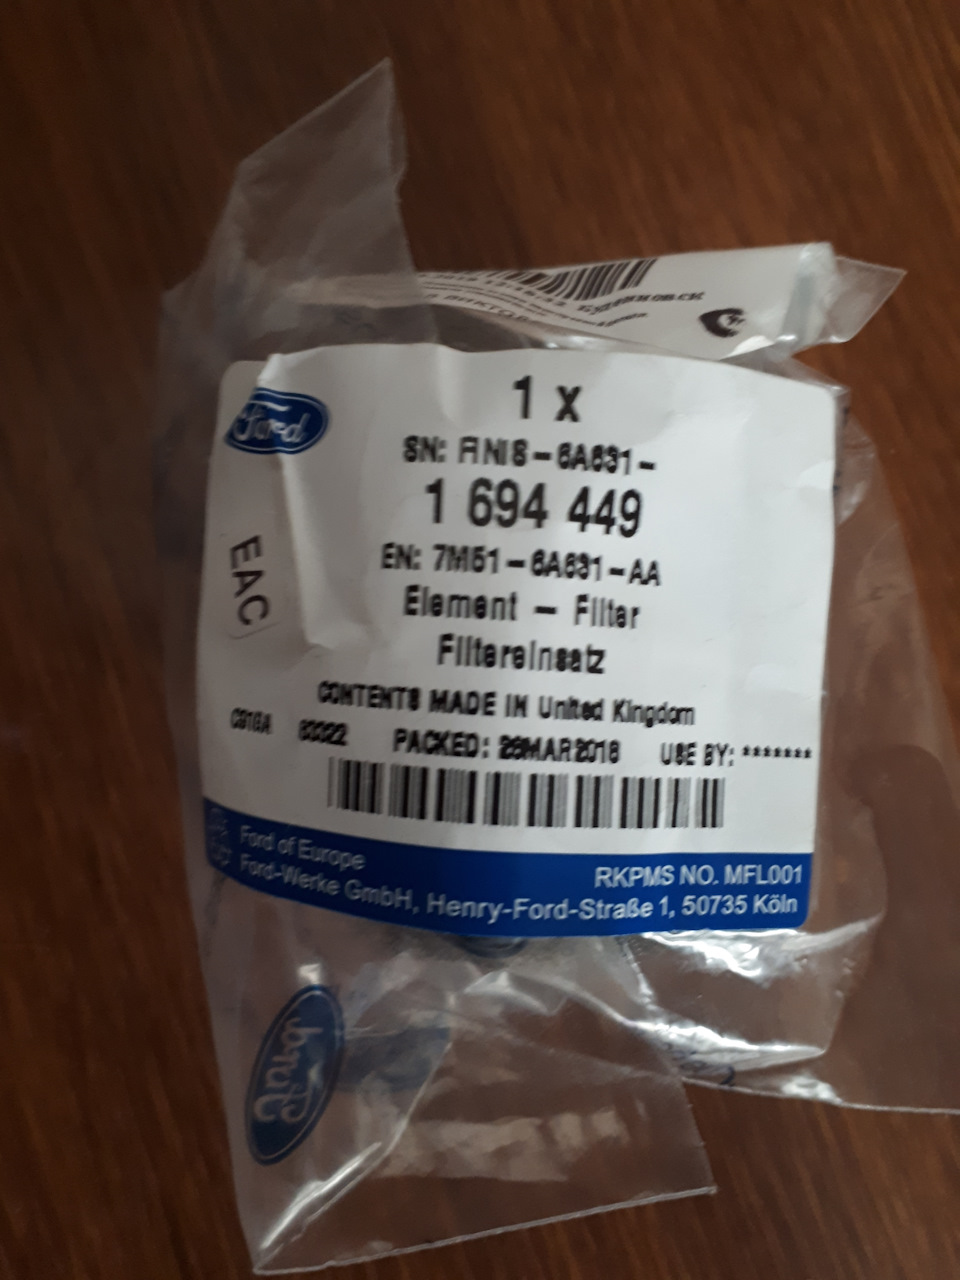 1 x
Ford
SN: FINIS-6A631-
1 694 449
EN: 7M51-6A631-AA
EAC
Element - Filter
Filtereinsatz
CONTENTS MADE IN United Kingdom
C916A PACKED: 26MAR2018 USE BY: *******
Ford of Europe
RKPMS NO. MFL001
Ford-Werke GmbH, Henry-Ford-Straße 1, 50735 Köln
Ford